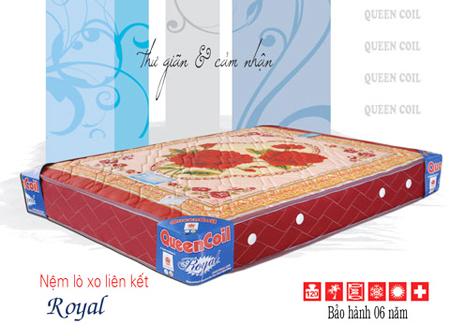 QUEEN COIL
QUEEN COIL
QUEEN COIL
QUEEN COIL
Thư giãn & cảm nhận
QueenCoil
QueenCoil
Royal
Nệm lò xo liên kết
Royal
120
Bảo hành 06 năm